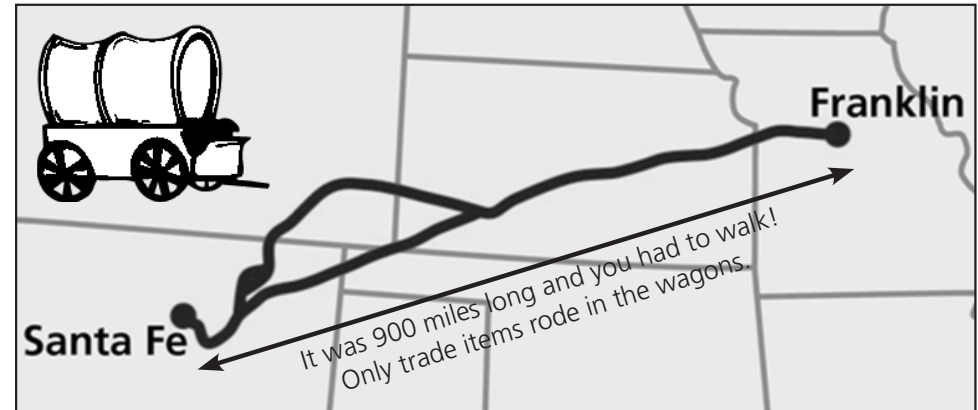 Franklin
Santa Fe
It was 900 miles long and you had to walk!
Only trade items rode in the wagons.